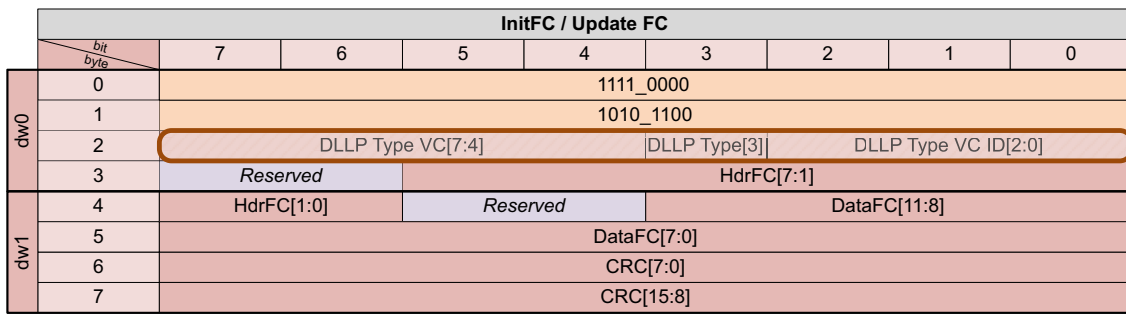 InitFC / Update FC
bit
byte 7 6 5 4 3 2 1 0
dw0
0 1111_0000
1 1010_1100
2 DLLP Type VC[7:4] DLLP Type[3] DLLP Type VC ID[2:0]
3 Reserved HdrFC[7:1]
dw1
4 HdrFC[1:0] Reserved DataFC[11:8]
5 DataFC[7:0]
6 CRC[7:0]
7 CRC[15:8]